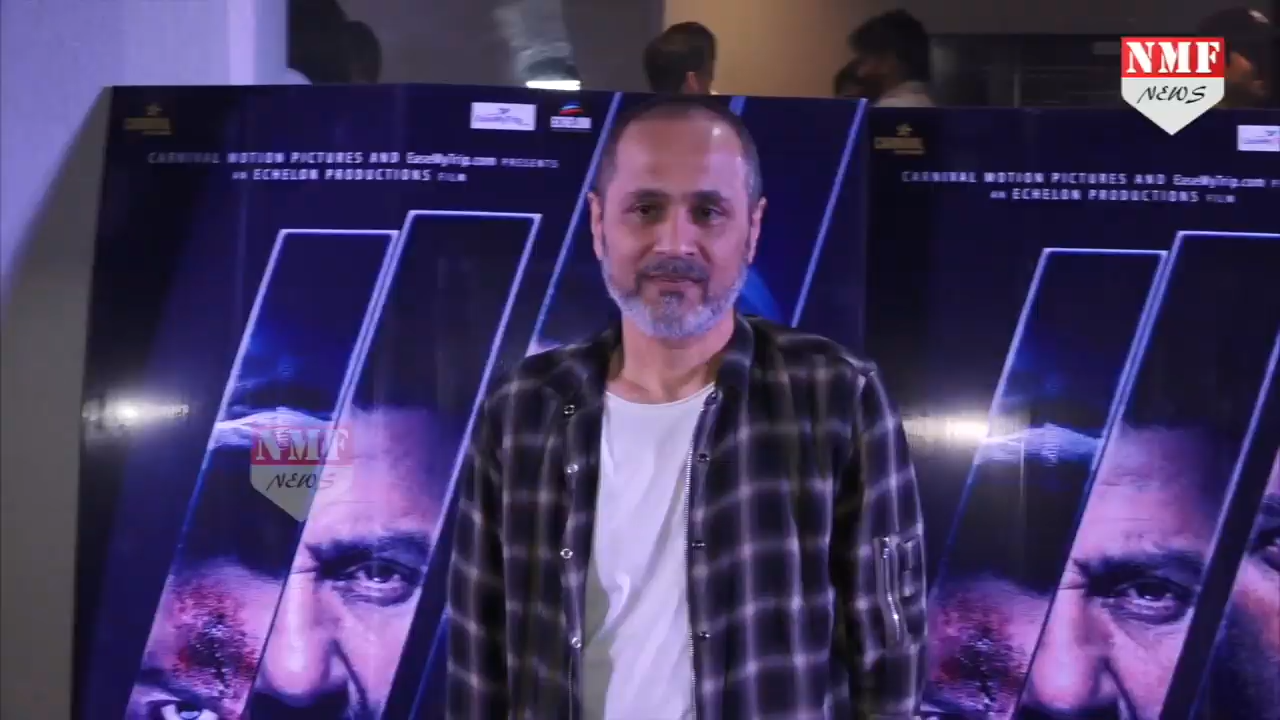 NMF
NEWS
CARNIVAL MOTION PICTURES AND EaseMyTrip.com PRESENTS
AN ECHELON PRODUCTIONS FILM
CARNIVAL MOTION PICTURES AND EaseMyTrip.com
AN ECHELON PRODUCTIONS FILM
NMF
NEWS